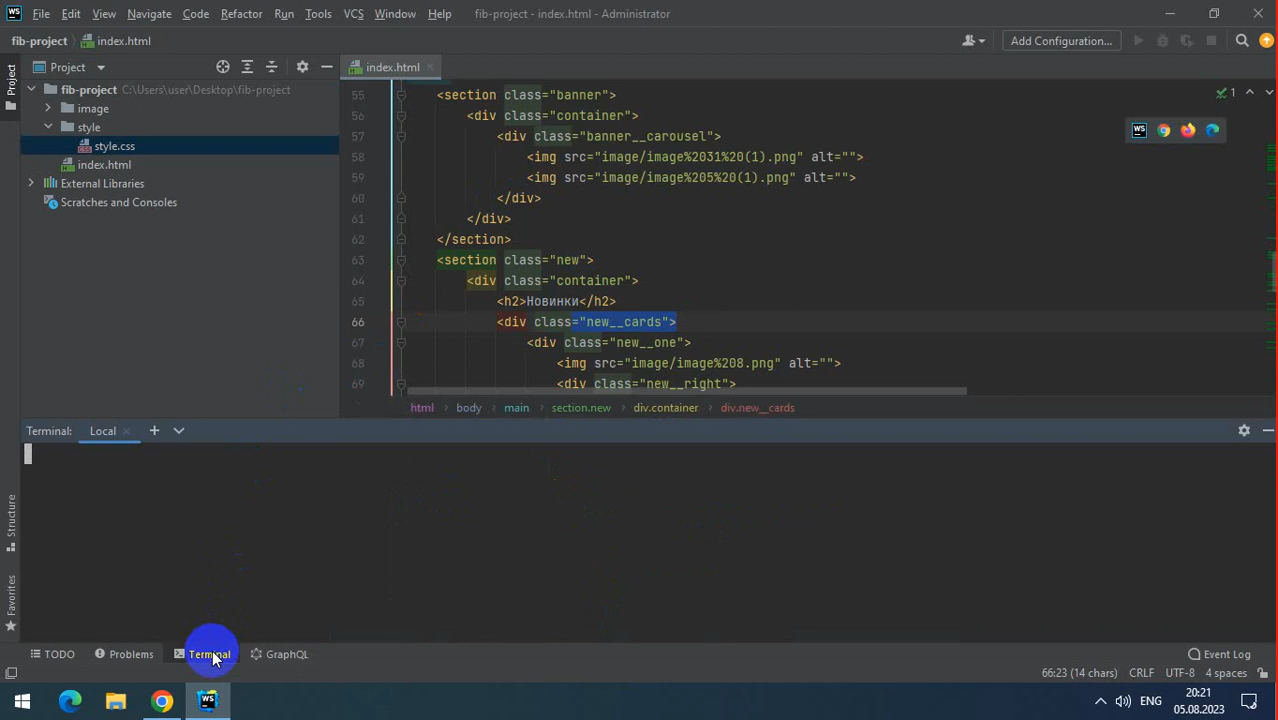 WS File Edit View Navigate Code Refactor Run Tools VCS Window Help fib-project - index.html - Administrator
fib-project index.html Add Configuration...
Project Project index.html
fib-project C:\Users\user\Desktop\fib-project
image
style
style.css
index.html
External Libraries
Scratches and Consoles
55 <section class="banner"> 1
56 <div class="container">
57 <div class="banner__carousel">
58 <img src="image/image%2031%20(1).png" alt="">
59 <img src="image/image%205%20(1).png" alt="">
60 </div>
61 </div>
62 </section>
63 <section class="new">
64 <div class="container">
65 <h2>Новинки</h2>
66 <div class="new__cards">
67 <div class="new__one">
68 <img src="image/image%208.png" alt="">
69 <div class="new__right">
html body main section.new div.container div.new__cards
Terminal: Local
Structure
Favorites
TODO Problems Terminal GraphQL Event Log
66:23 (14 chars) CRLF UTF-8 4 spaces
WS ENG 20:21
05.08.2023